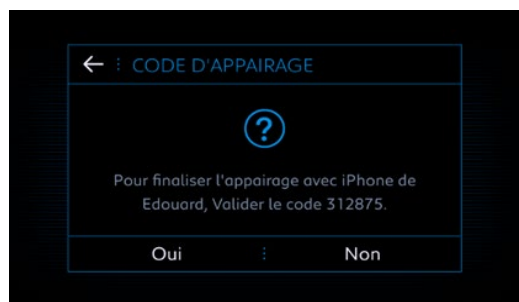 CODE D'APPAIRAGE
?
Pour finaliser l'appairage avec iPhone de
Edouard, Valider le code 312875.
Oui
Non